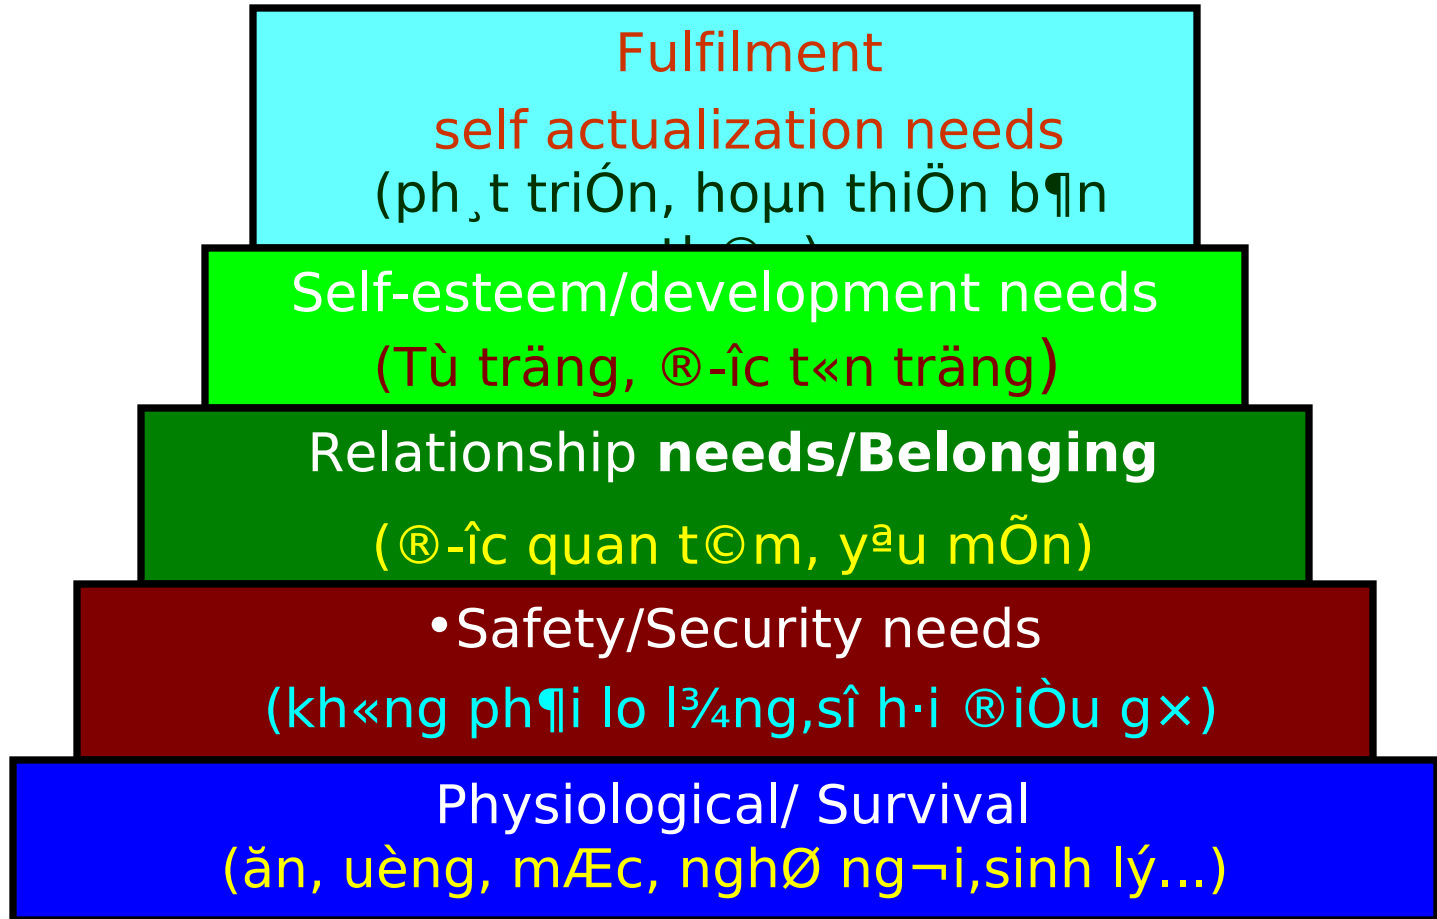 Fulfilment
self actualization needs
(ph¸t triÓn, hoµn thiÖn b¶n
Self-esteem/development needs
(Tù träng, ®-îc t«n träng)
Relationship needs/Belonging
(®-îc quan t©m, yªu mÕn)
•Safety/Security needs
(kh«ng ph¶i lo l¾ng,sî h·i ®iÒu g×)
Physiological/ Survival
(ăn, uèng, mÆc, nghØ ng¬i,sinh lý...)